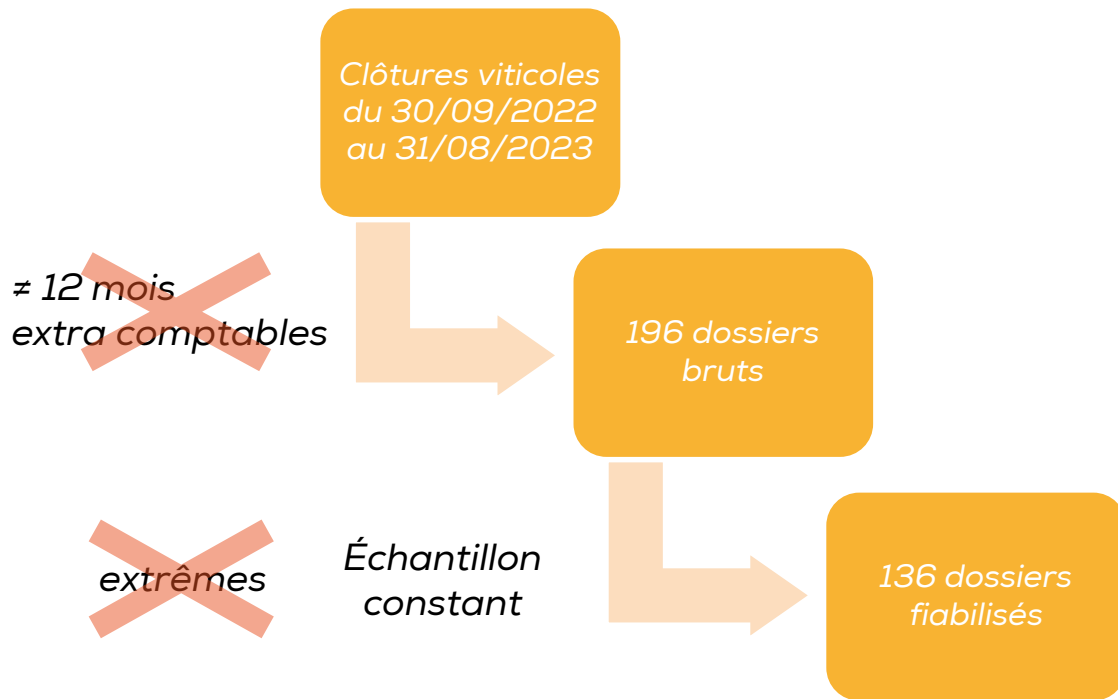 Clôtures viticoles
du 30/09/2022
au 31/08/2023
≠ 12 mois
extra comptables
196 dossiers
bruts
extrêmes
Échantillon
constant
136 dossiers
fiabilisés